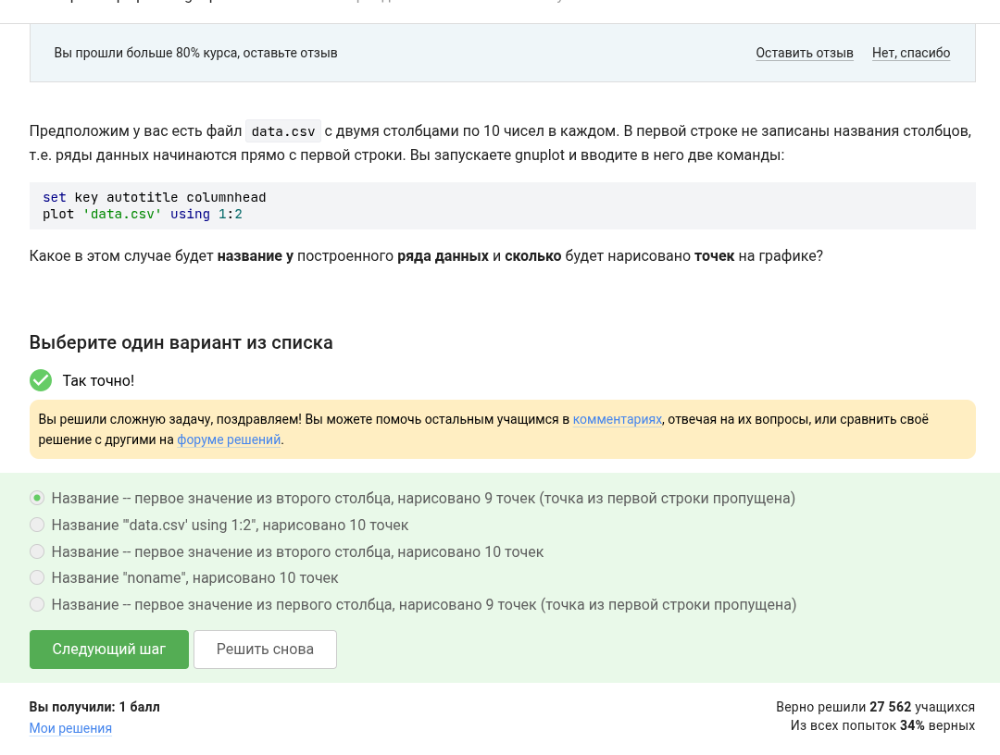 Вы прошли больше 80% курса, оставьте отзыв
Оставить отзыв
Нет, спасибо
Предположим у вас есть файл data.csv с двумя столбцами по 10 чисел в каждом. В первой строке не записаны названия столбцов,
т.е. ряды данных начинаются прямо с первой строки. Вы запускаете gnuplot и вводите в него две команды:
set key autotitle columnhead
plot 'data.csv' using 1:2
Какое в этом случае будет название у построенного ряда данных и сколько будет нарисовано точек на графике?
Выберите один вариант из списка
Так точно!
Вы решили сложную задачу, поздравляем! Вы можете помочь остальным учащимся в комментариях, отвечая на их вопросы, или сравнить своё
решение с другими на форуме решений.
Название -- первое значение из второго столбца, нарисовано 9 точек (точка из первой строки пропущена)
Название "'data.csv' using 1:2", нарисовано 10 точек
Название -- первое значение из второго столбца, нарисовано 10 точек
Название "noname", нарисовано 10 точек
Название -- первое значение из первого столбца, нарисовано 9 точек (точка из первой строки пропущена)
Следующий шаг
Решить снова
Вы получили: 1 балл
Мои решения
Верно решили 27 562 учащихся
Из всех попыток 34% верных